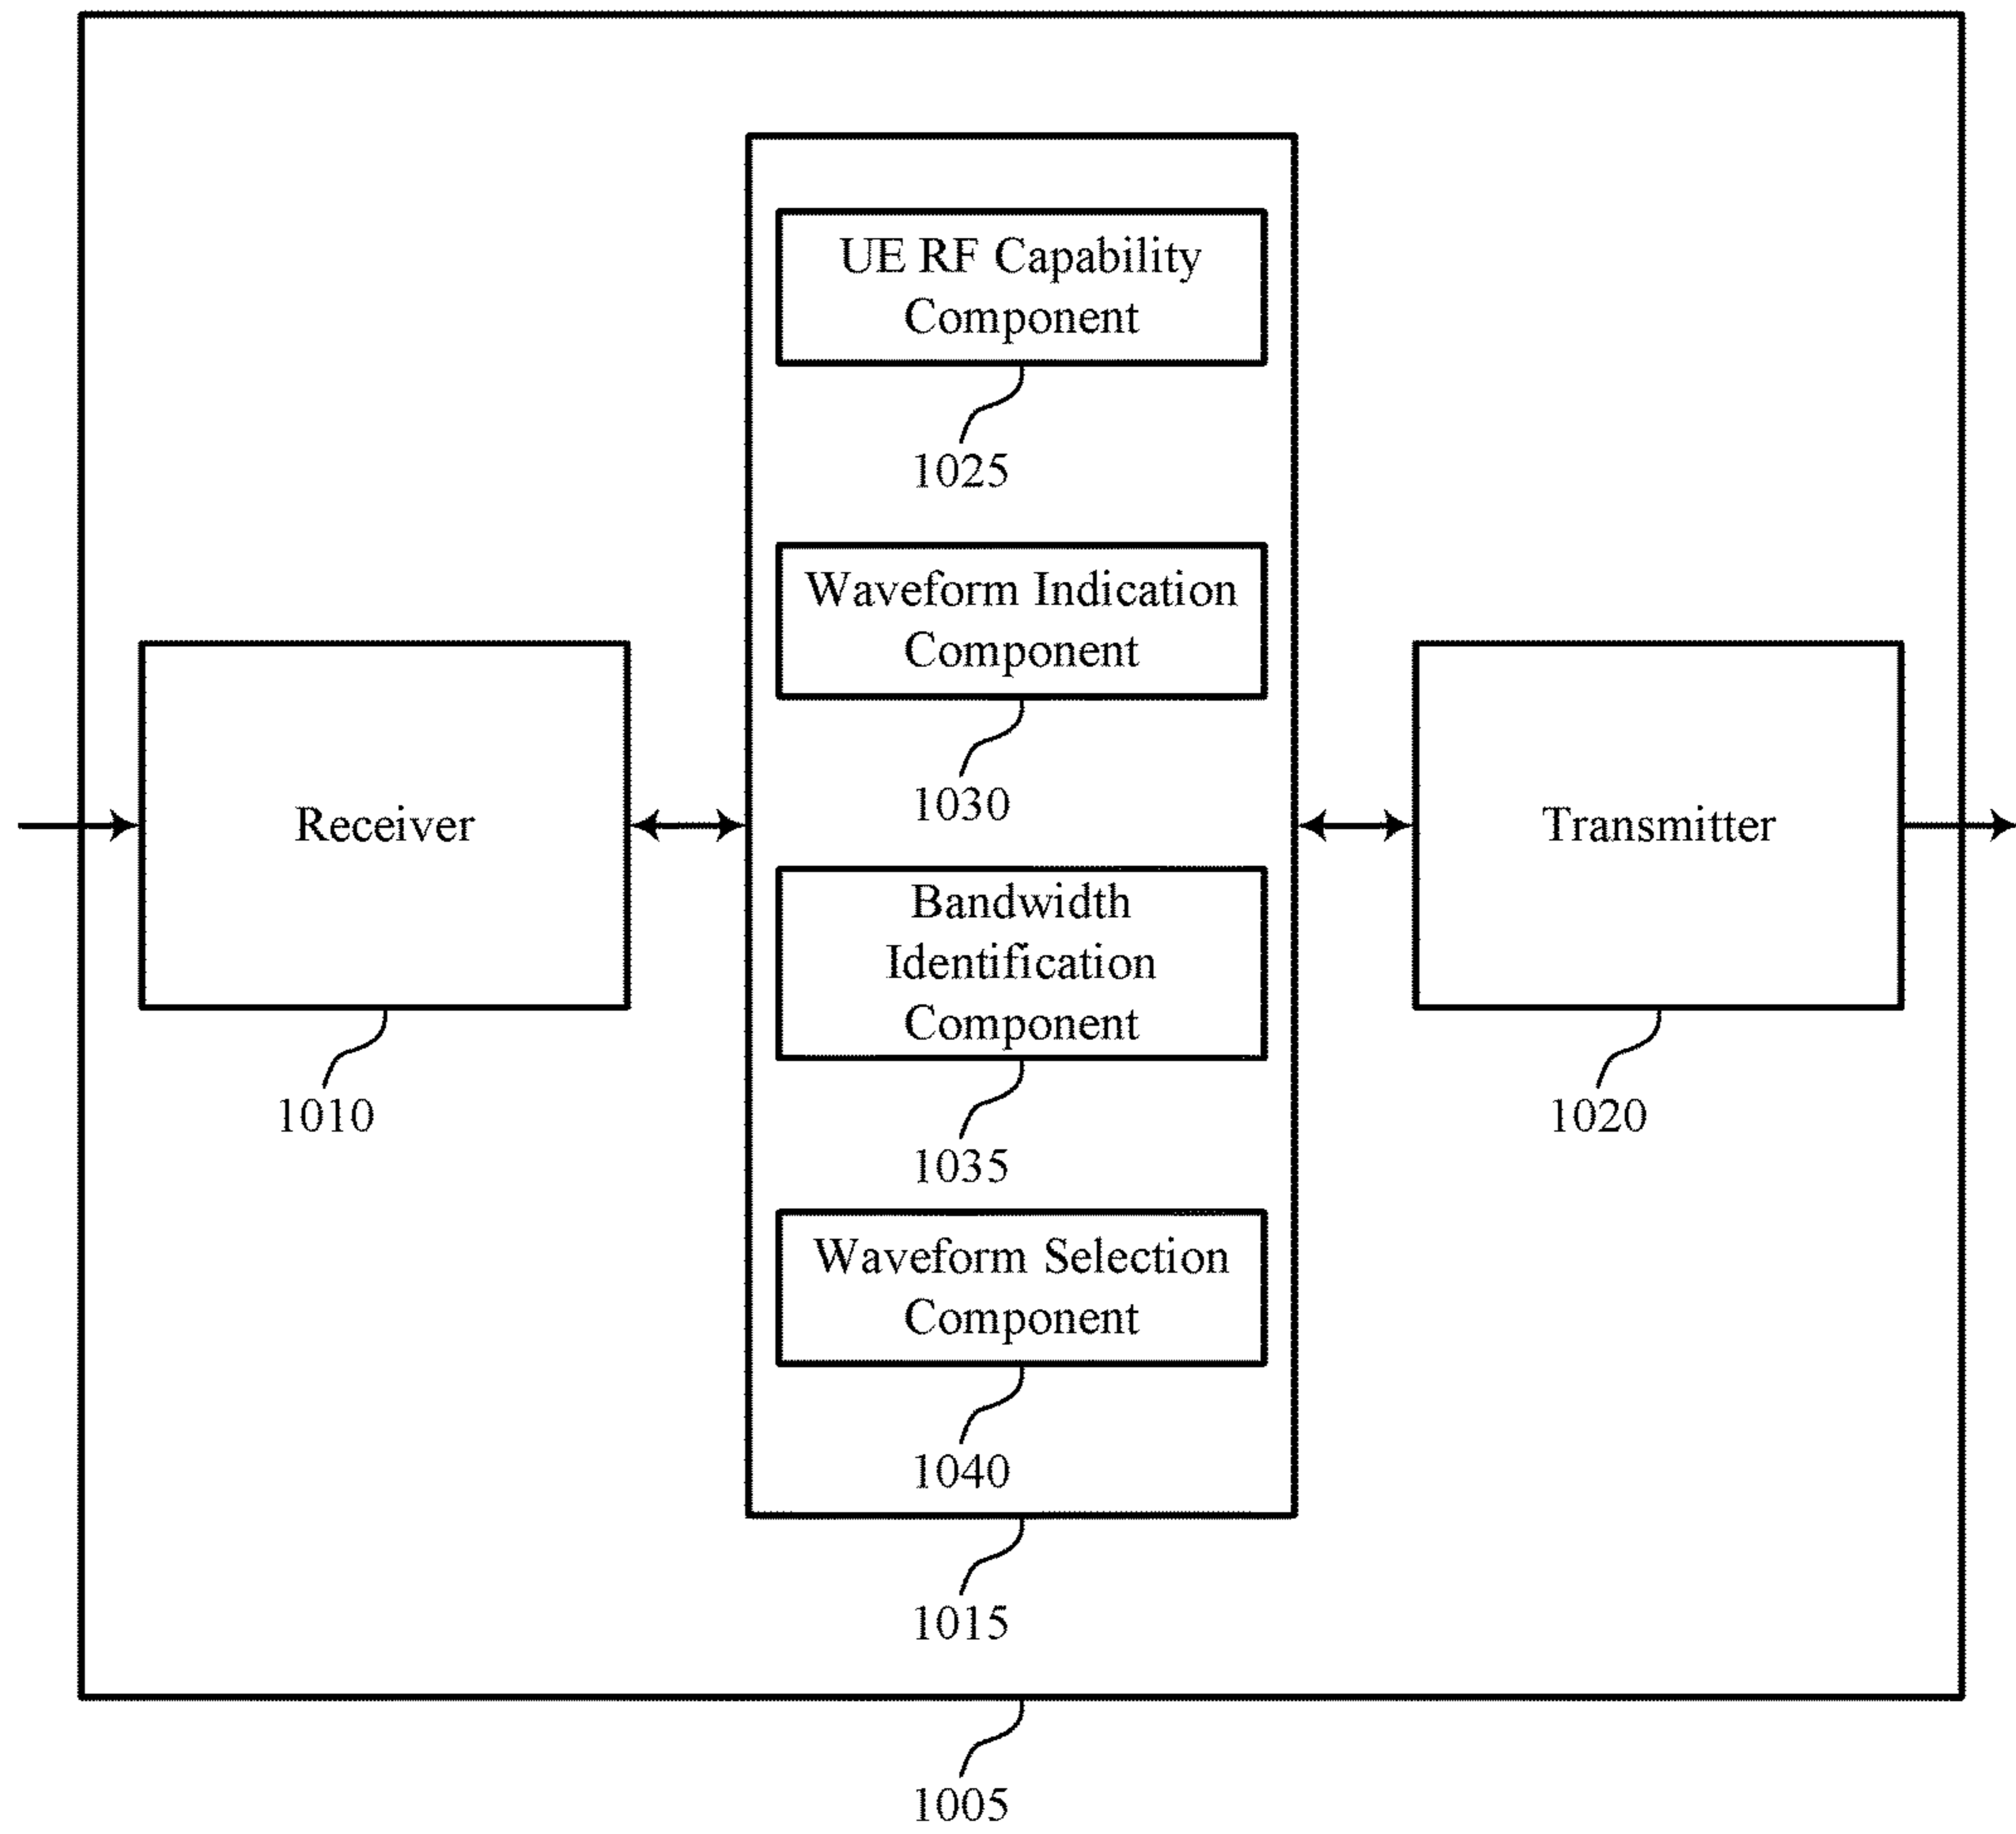 UE RF Capability
Component
1025
Waveform Indication
Component
1030
Receiver
1010
Bandwidth
Identification
Component
1035
Transmitter
1020
Waveform Selection
Component
1040
1015
1005